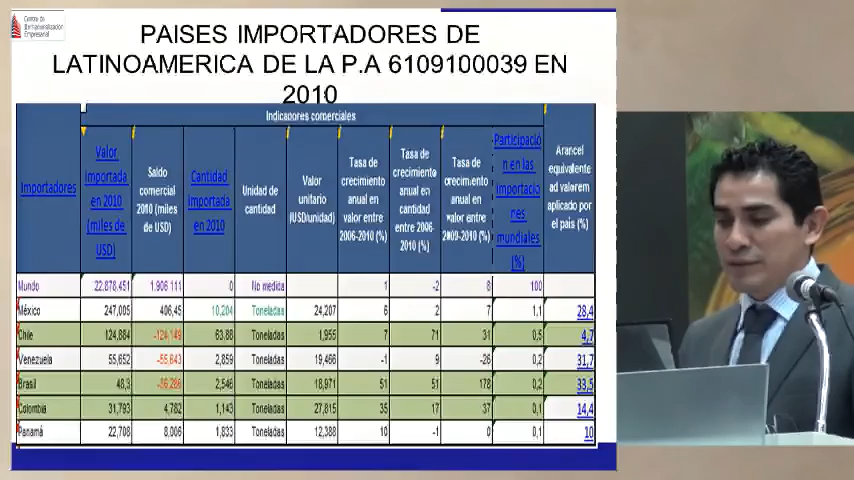 Centro de
Internacionalización
Empresarial
PAISES IMPORTADORES DE
LATINOAMERICA DE LA P.A 6109100039 EN
2010
Indicadores comerciales
Importadores
Valor
importada
en 2010
(miles de
USD)
Saldo
comercial
2010 (miles
de USD)
Cantidad
importada
en 2010
Unidad de
cantidad
Valor
unitario
(USD/unidad)
Tasa de
crecimiento
anual en
valor entre
2006-2010 (%)
Tasa de
crecimiento
anual en
cantidad entre
2006-
2010 (%)
Tasa de
crecimiento
anual en
valor entre
2009-2010 (%)
Participació
n en las
importacio
nes
mundiales
(%)
Arancel
equivalente
ad valorem
aplicado por
el país (%)
Mundo 22.878,451 1.906 111 0 No medida 1 -2 8 100
México 247,005 406,45 10,204 Toneladas 24,207 6 2 7 1,1 28,4
Chile 124,884 -124,149 63,88 Toneladas 1,955 7 71 31 0,5 4,7
Venezuela 55,652 -55,643 2,859 Toneladas 19,466 -1 9 -26 0,2 31,7
Brasil 48,3 2,546 Toneladas 18,971 51 51 178 0,2 33,5
Colombia 31,793 4,782 1,143 Toneladas 27,815 35 17 37 0,1 14,4
Panamá 22,708 8,006 1,833 Toneladas 12,388 10 -1 0 0,1 10